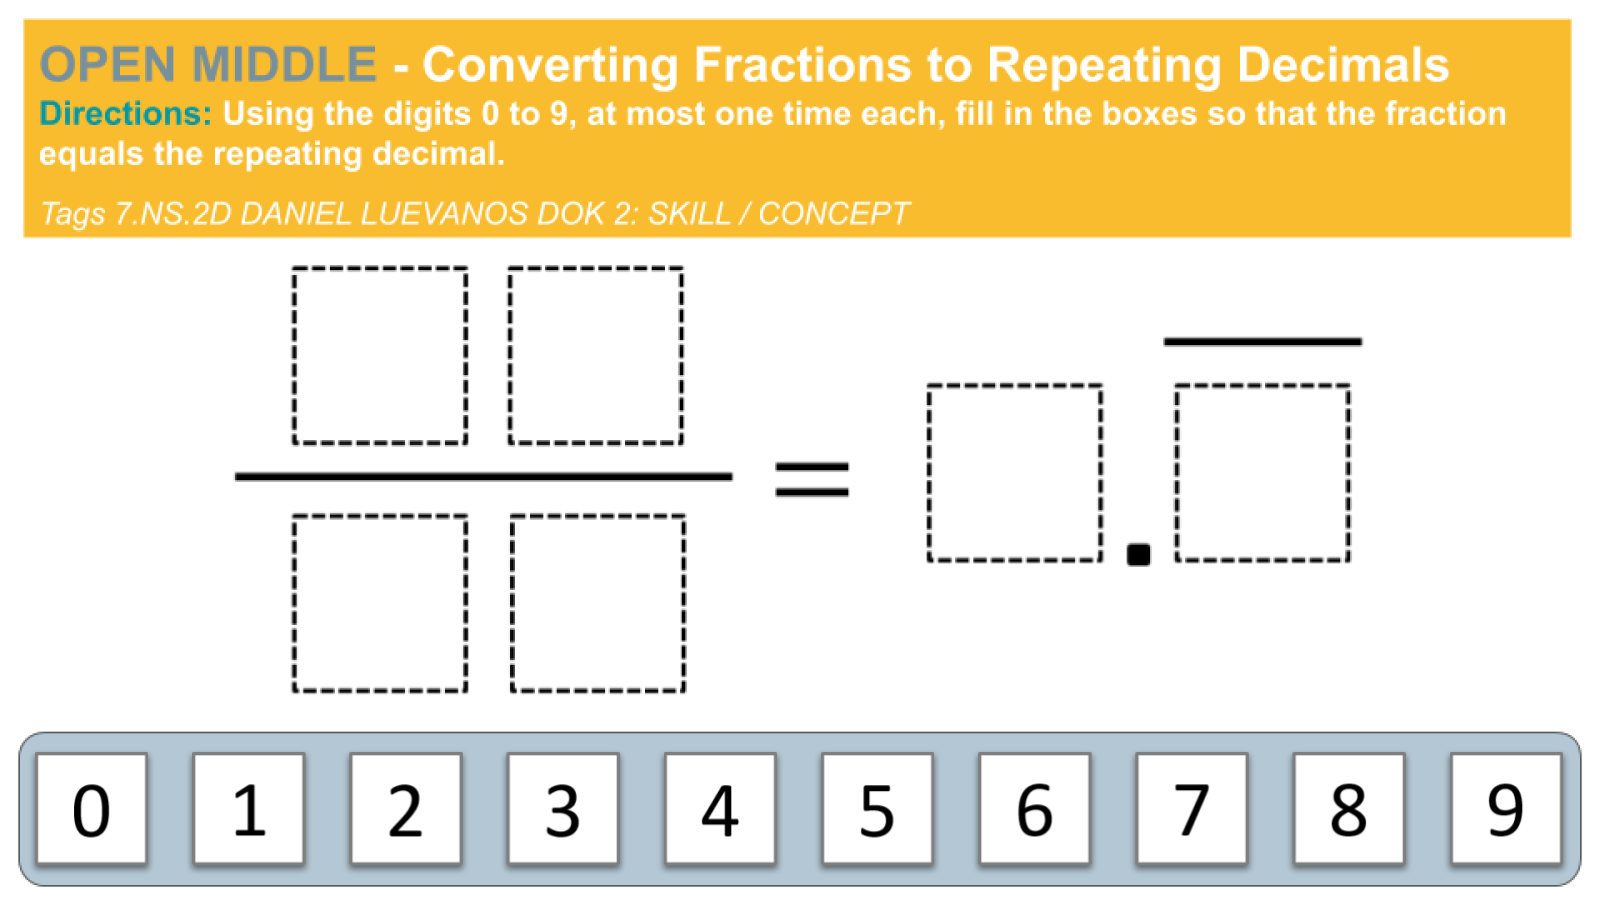 OPEN MIDDLE - Converting Fractions to Repeating Decimals
Directions: Using the digits 0 to 9, at most one time each, fill in the boxes so that the fraction
equals the repeating decimal.
Tags 7.NS.2D DANIEL LUEVANOS DOK 2: SKILL / CONCEPT
=
.
0 1 2 3 4 5 6 7 8 9